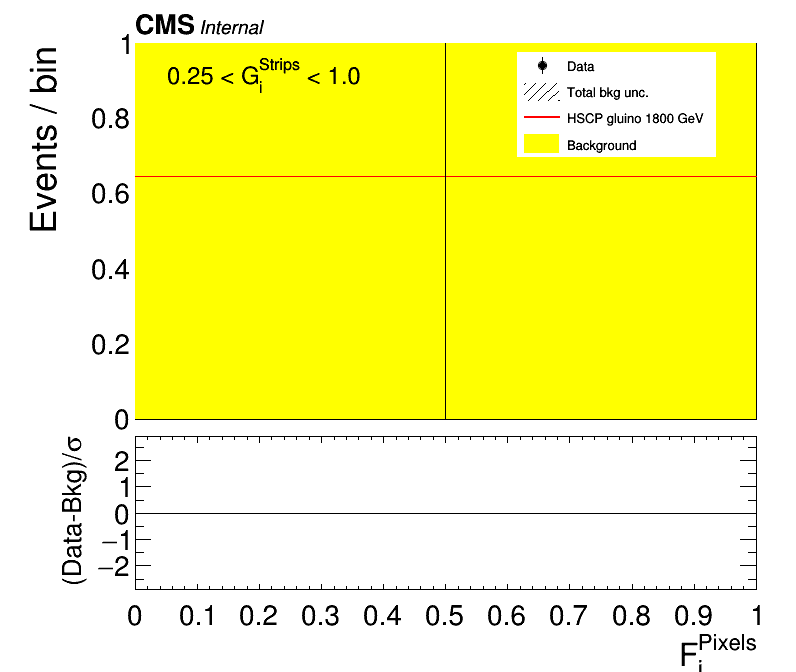 CMS Internal
1
0.8
0.6
0.4
0.2
0
Events / bin
0.25 < G_i^Strips < 1.0
Data
Total bkg unc.
HSCP gluino 1800 GeV
Background
(Data-Bkg)/σ
2
1
0
−1
−2
0 0.1 0.2 0.3 0.4 0.5 0.6 0.7 0.8 0.9 1
F_i^Pixels